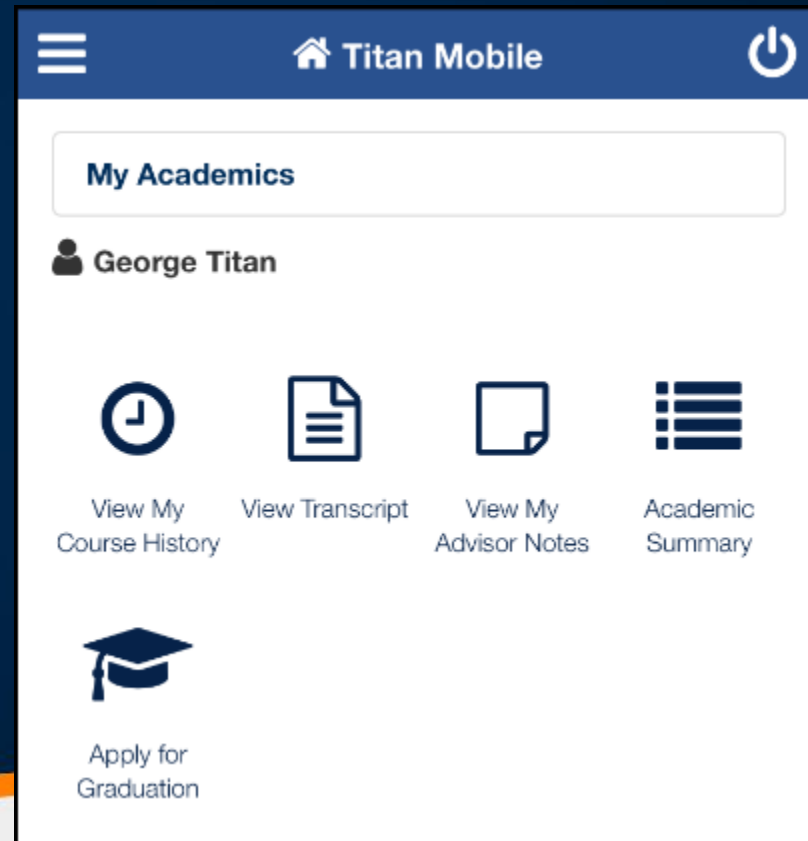 Titan Mobile
My Academics
George Titan
View My
Course History
View Transcript
View My
Advisor Notes
Academic
Summary
Apply for
Graduation